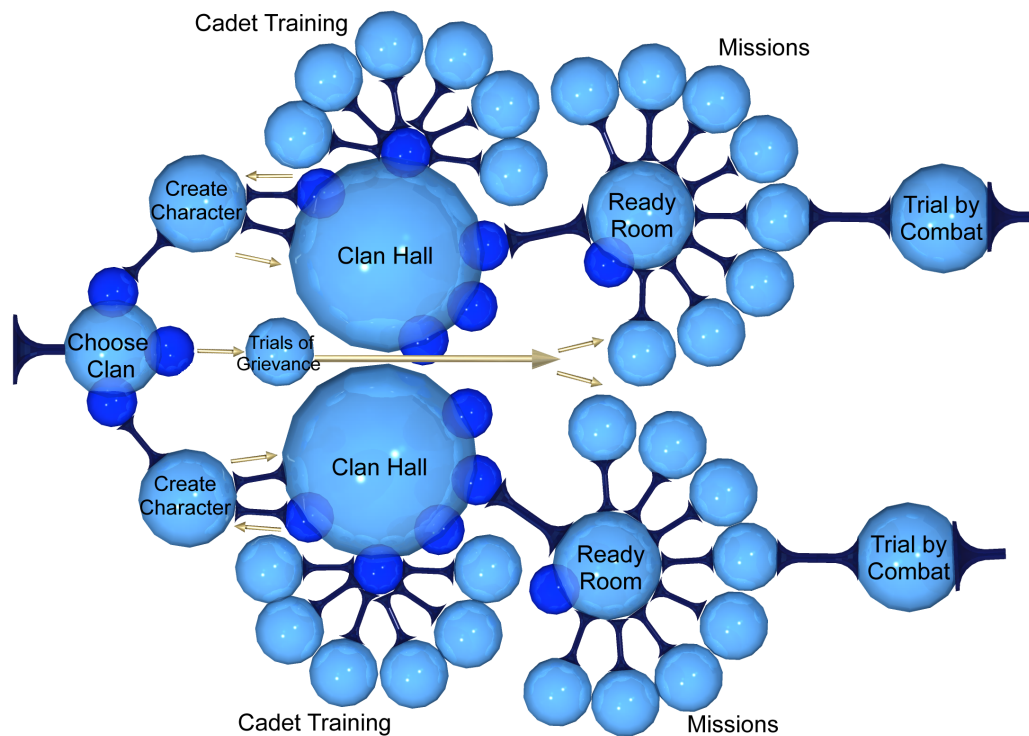 Cadet Training
Missions
Create
Character
Clan Hall
Ready
Room
Trial by
Combat
Choose
Clan
Trials of
Grievance
Clan Hall
Create
Character
Ready
Room
Trial by
Combat
Cadet Training
Missions